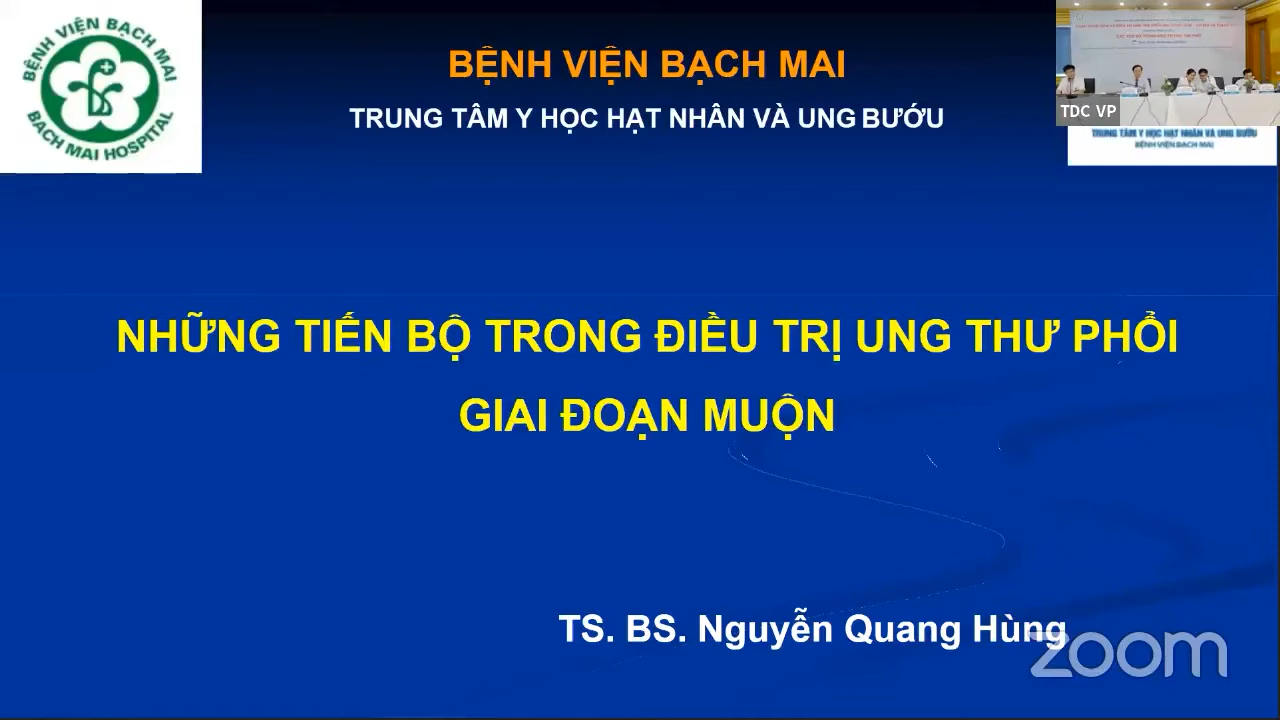 BỆNH VIỆN BẠCH MAI
BACH MAI HOSPITAL
BỆNH VIỆN BẠCH MAI
TRUNG TÂM Y HỌC HẠT NHÂN VÀ UNG BƯỚU
TDC VP
TRUNG TÂM Y HỌC HẠT NHÂN VÀ UNG BƯỚU
BỆNH VIỆN BẠCH MAI
NHỮNG TIẾN BỘ TRONG ĐIỀU TRỊ UNG THƯ PHỔI
GIAI ĐOẠN MUỘN
TS. BS. Nguyễn Quang Hùng
zoom